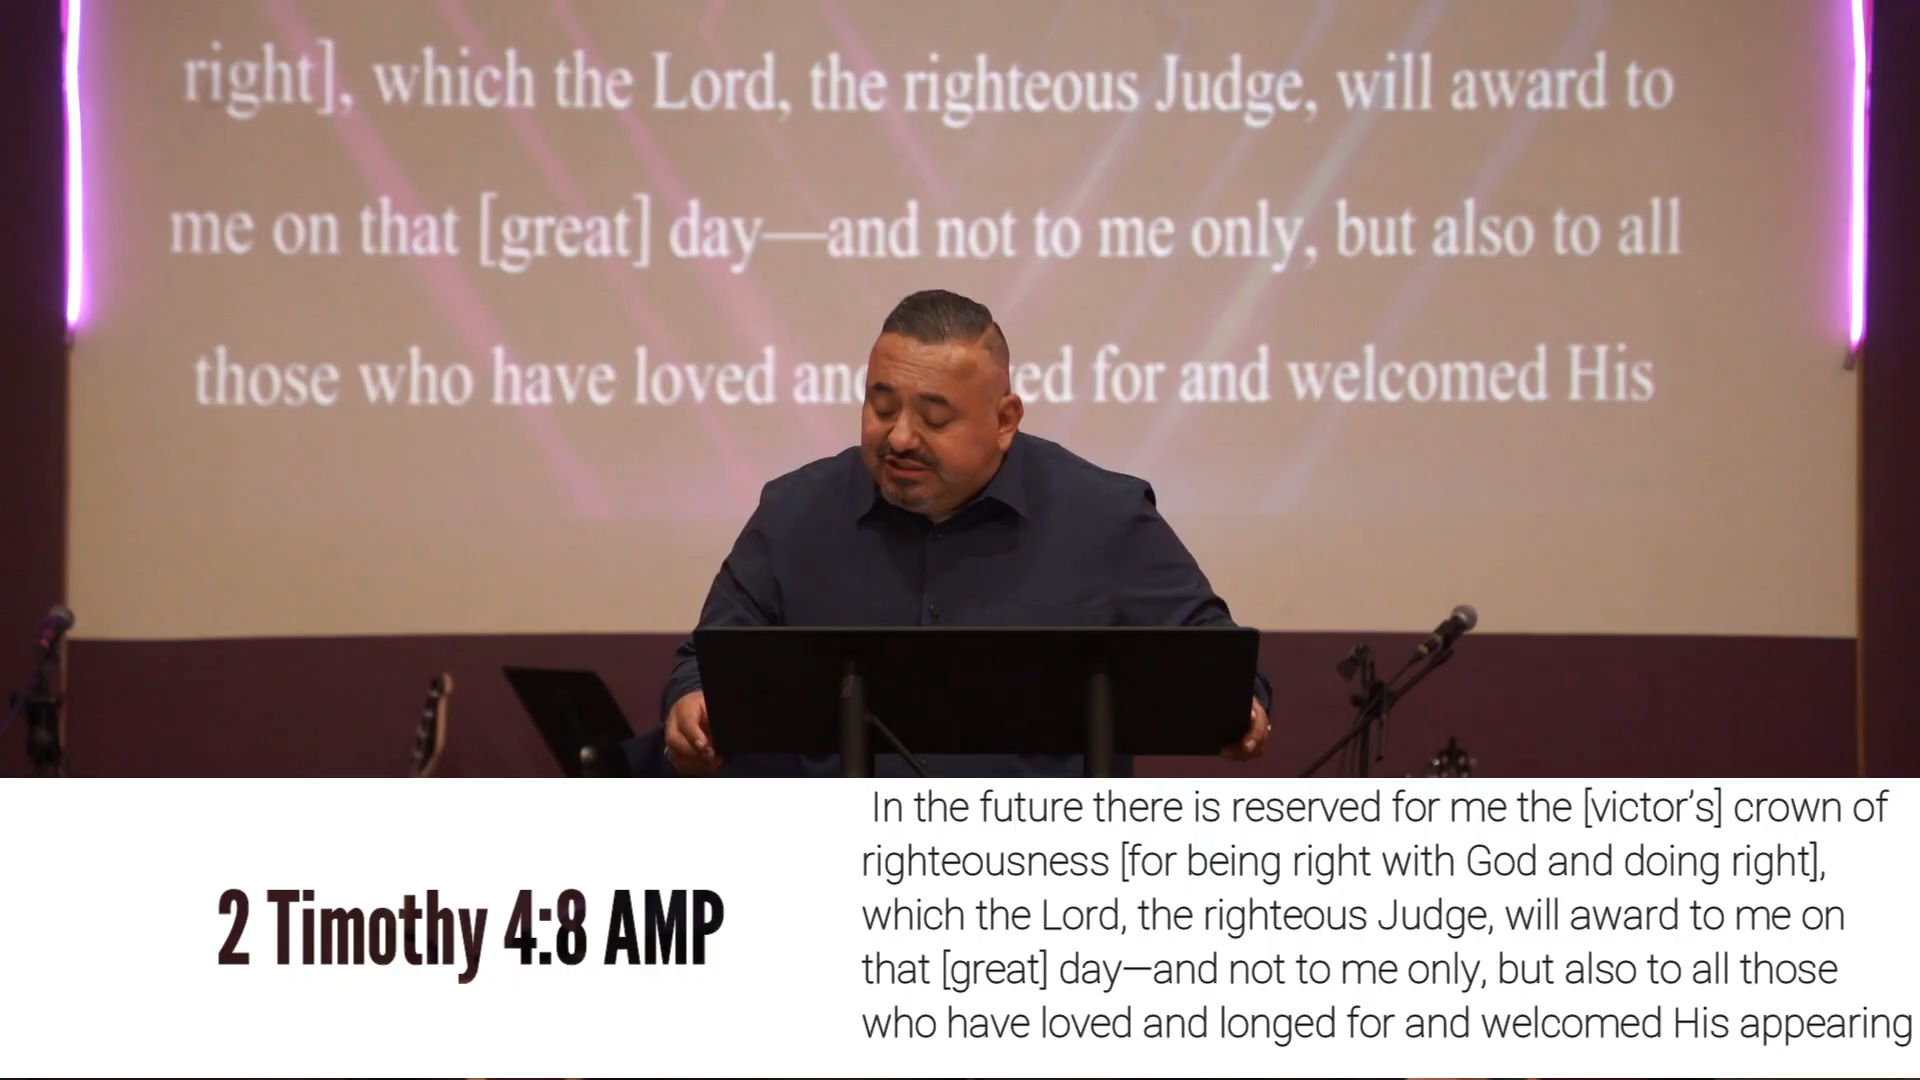 right], which the Lord, the righteous Judge, will award to
me on that [great] day—and not to me only, but also to all
those who have loved and for and welcomed His
2 Timothy 4:8 AMP
In the future there is reserved for me the [victor’s] crown of
righteousness [for being right with God and doing right],
which the Lord, the righteous Judge, will award to me on
that [great] day—and not to me only, but also to all those
who have loved and longed for and welcomed His appearing